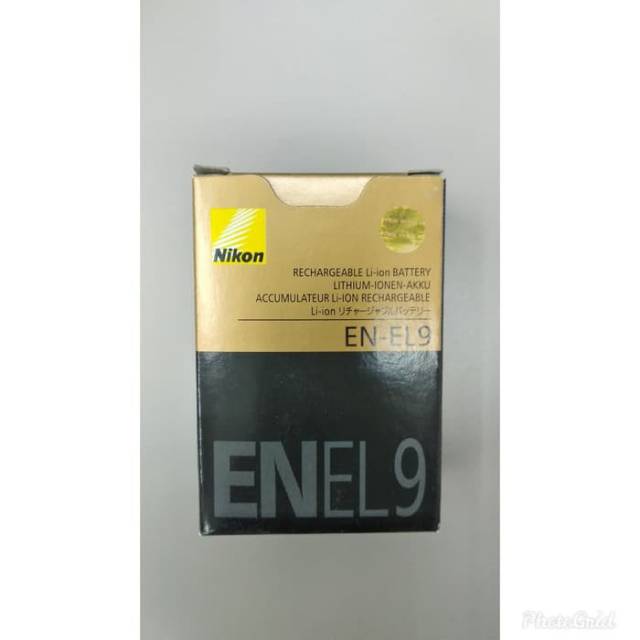 Nikon
RECHARGEABLE Li-ion BATTERY
LITHIUM-IONEN-AKKU
ACCUMULATEUR Li-ION RECHARGEABLE
Li-ion リチャージャブルバッテリー
EN-EL9
ENEL9
PhotoGrid